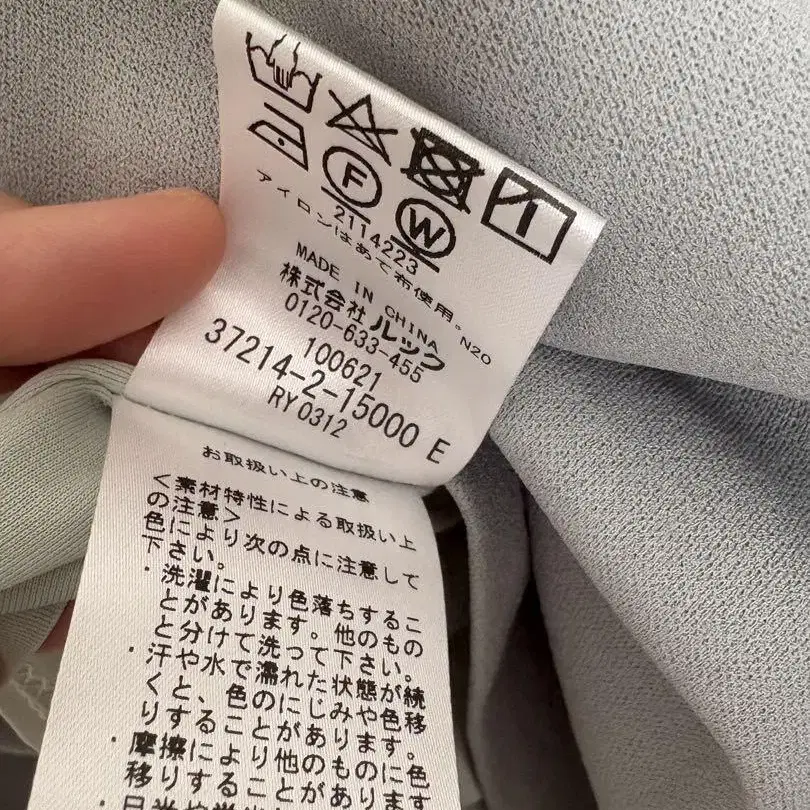 F
W
アイロンはあて布使用。N20
2114223
MADE IN CHINA
株式会社ルック
0120-633-455
100621
37214-2-15000 E
RY0312
お取扱い上の注意
<素材特性による取扱い上
の注意>
色により次の点に注意して
下さい。
・洗濯により色落ちするこ
とがあります。他のもの
と分けて洗って下さい。
・汗や水で濡れた状態が続
くと、色のにじみや色移
りすることがあります。
・摩擦により他のものに色
移りすることがあ